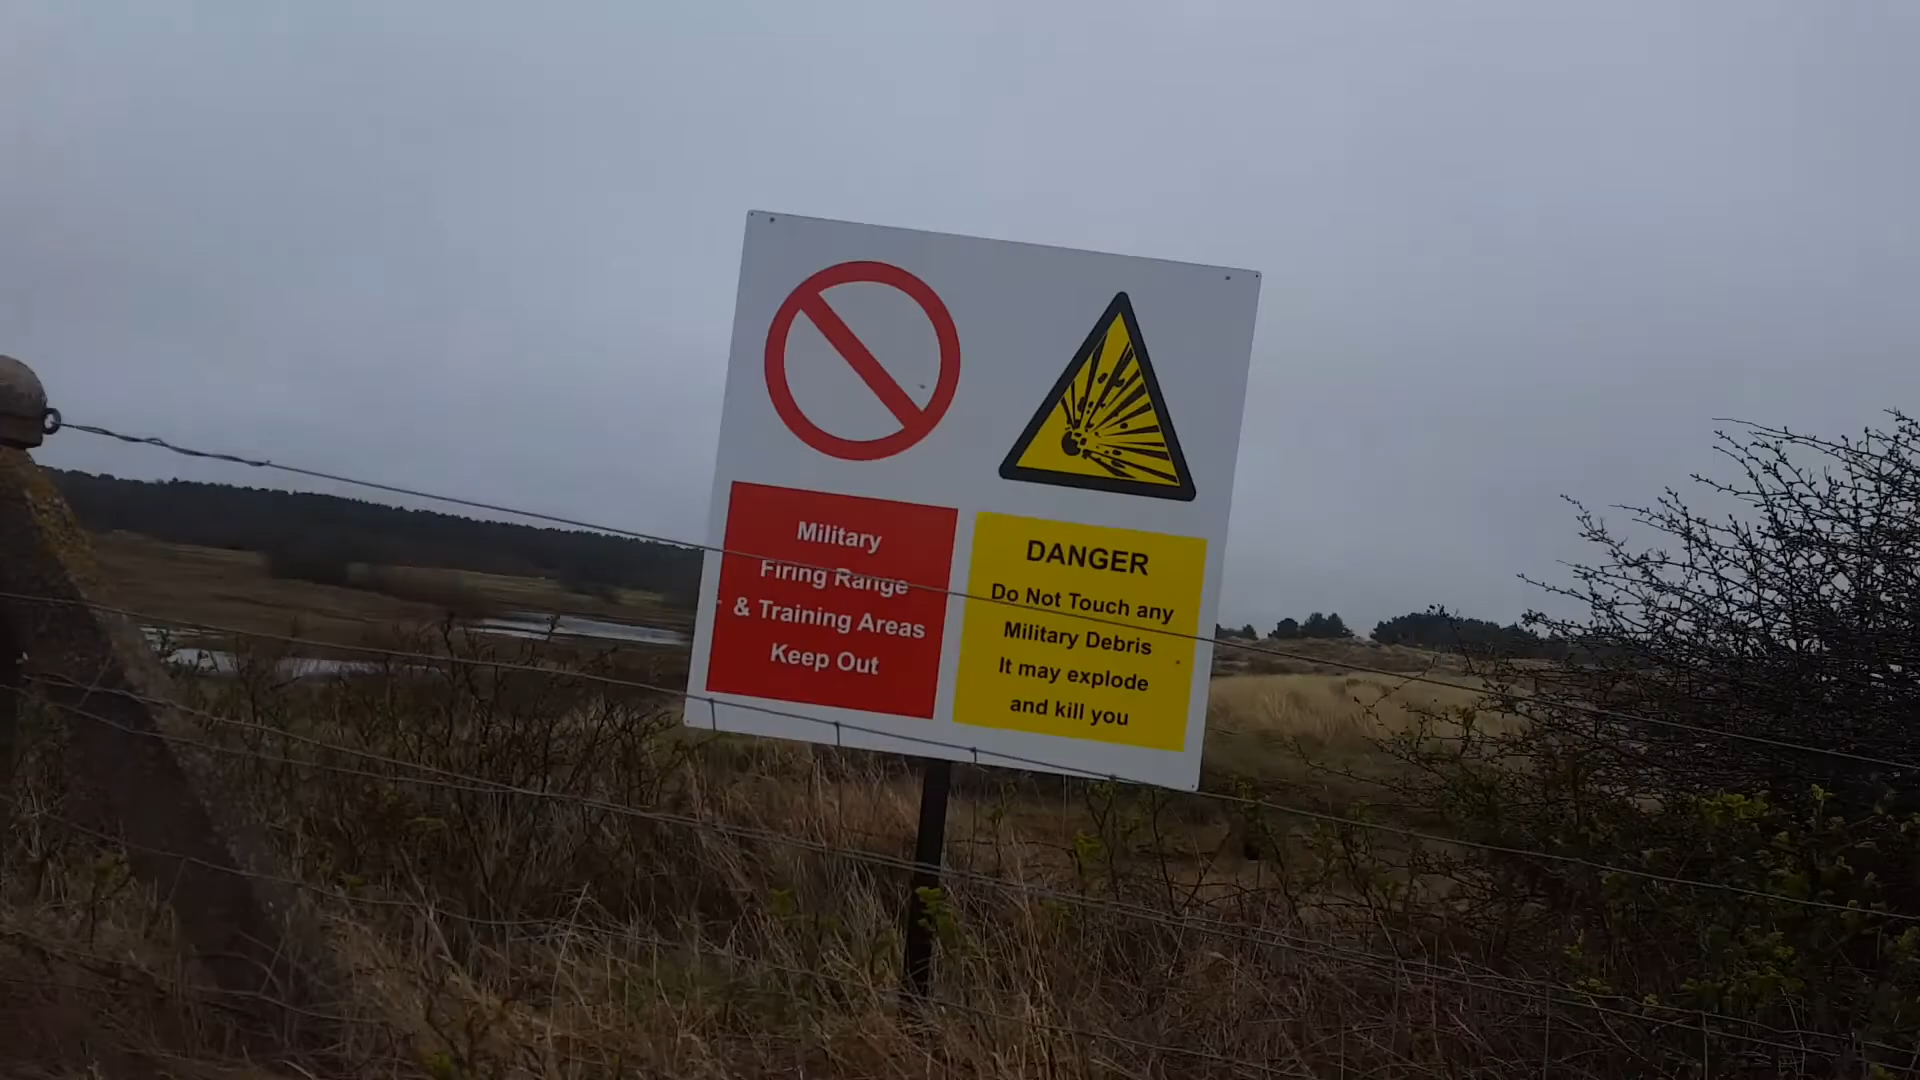 Military
Firing Range
& Training Areas
Keep Out
DANGER
Do Not Touch any
Military Debris
It may explode
and kill you